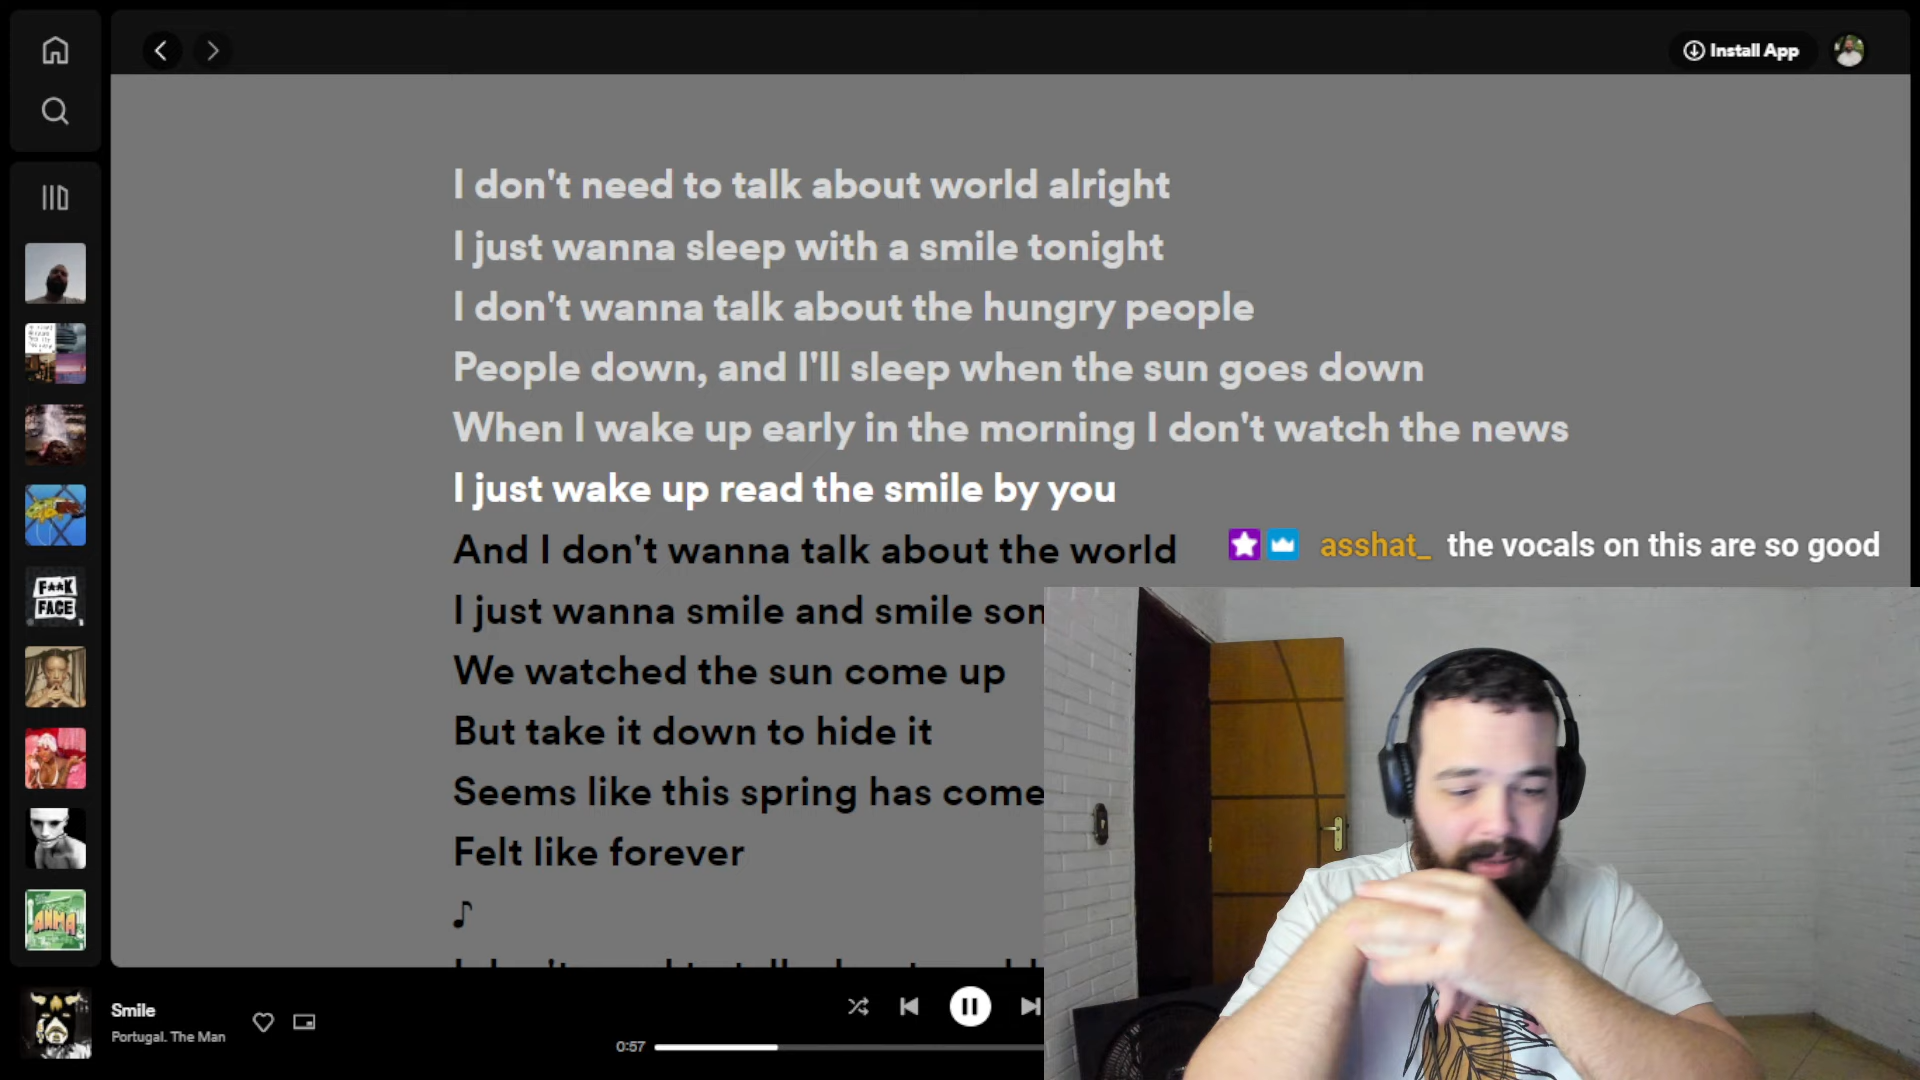 Install App
I don't need to talk about world alright
I just wanna sleep with a smile tonight
I don't wanna talk about the hungry people
People down, and I'll sleep when the sun goes down
When I wake up early in the morning I don't watch the news
I just wake up read the smile by you
And I don't wanna talk about the world
asshat_ the vocals on this are so good
I just wanna smile and smile
We watched the sun come up
But take it down to hide it
Seems like this spring has come
Felt like forever
F**K
FACE
Smile
Portugal. The Man
0:57